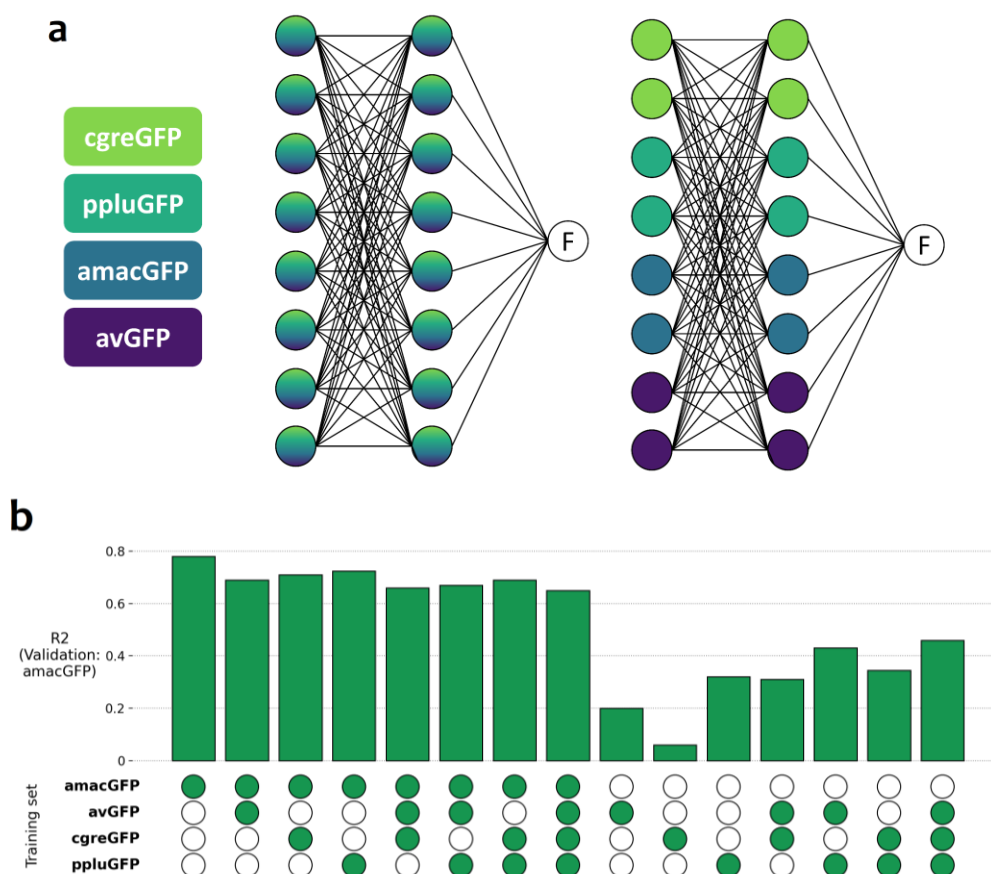 a
cgreGFP
ppluGFP
amacGFP
avGFP
F
F
b
0.8
0.6
0.4
0.2
0
R2
(Validation:
amacGFP)
Training set
amacGFP
avGFP
cgreGFP
ppluGFP